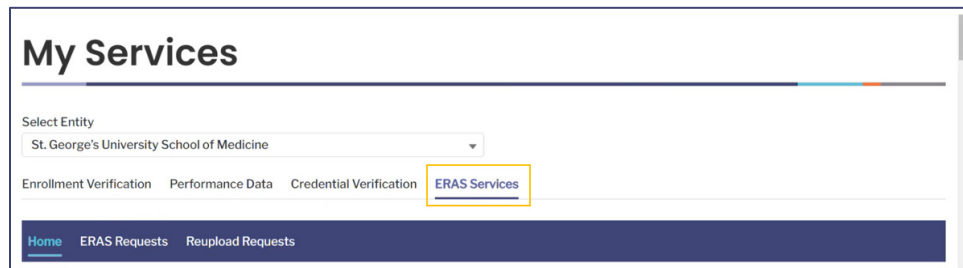 My Services
Select Entity
St. George's University School of Medicine
Enrollment Verification Performance Data Credential Verification ERAS Services
Home ERAS Requests Reupload Requests